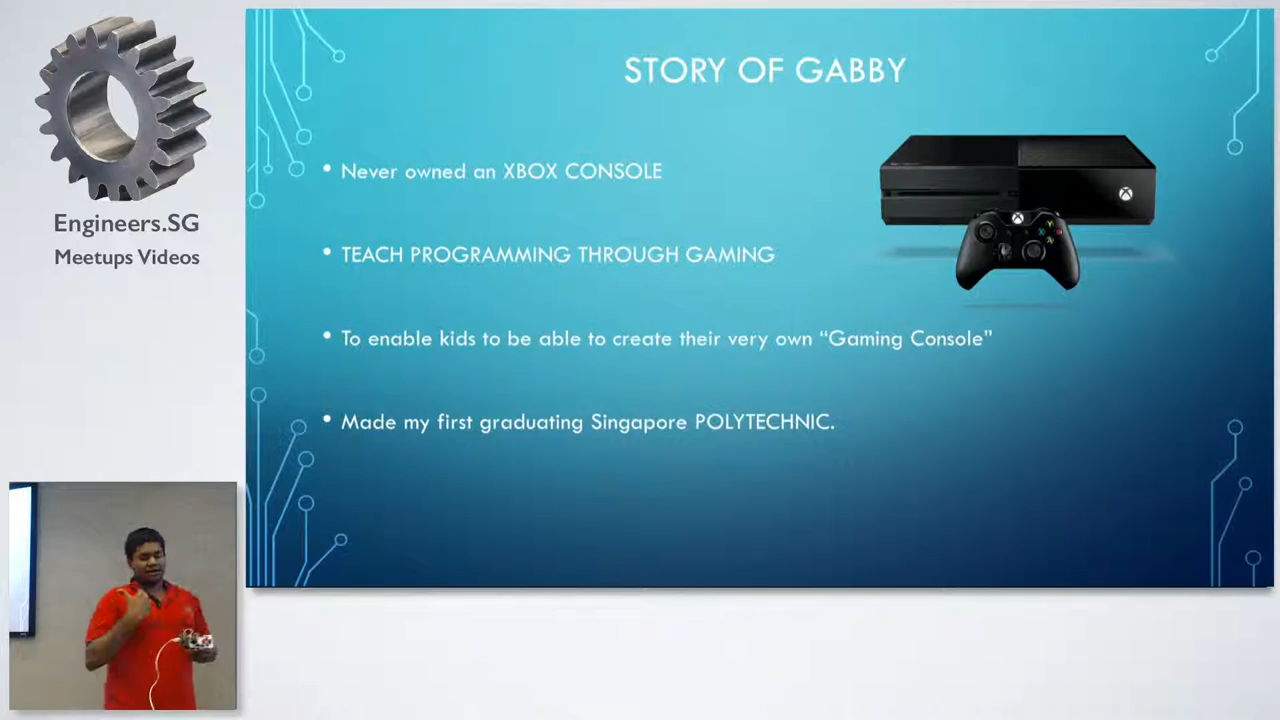 Engineers.SG
Meetups Videos
STORY OF GABBY
• Never owned an XBOX CONSOLE
• TEACH PROGRAMMING THROUGH GAMING
• To enable kids to be able to create their very own “Gaming Console”
• Made my first graduating Singapore POLYTECHNIC.